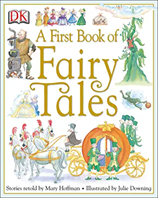 DK
A First Book of
Fairy
Tales
Stories retold by Mary Hoffman • Illustrated by Julie Downing